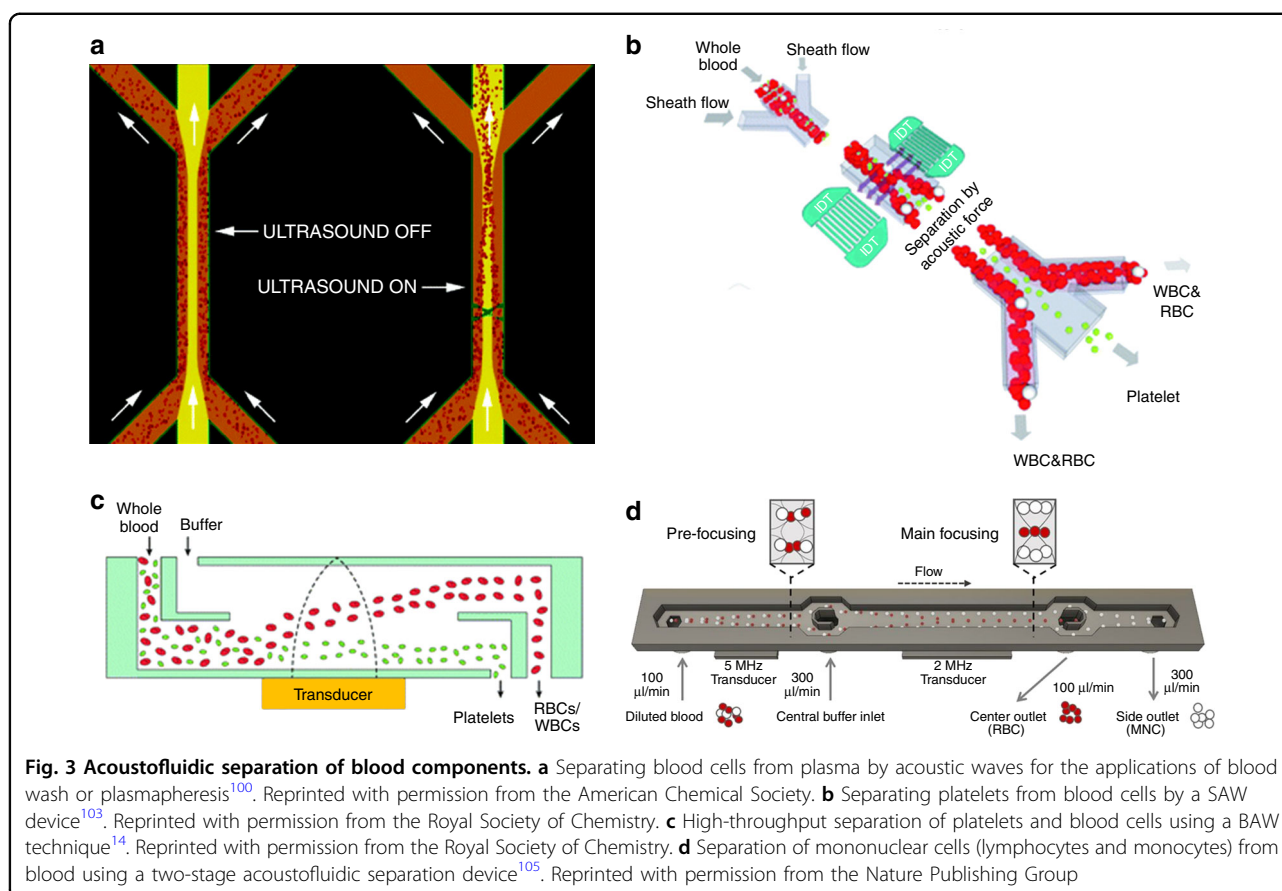 a
ULTRASOUND OFF
ULTRASOUND ON
b
Whole
blood
Sheath flow
Sheath flow
IDT
IDT
IDT
IDT
Separation by
acoustic force
WBC&
RBC
Platelet
WBC&RBC
c
Whole
blood
Buffer
Transducer
Platelets
RBCs/
WBCs
d
Pre-focusing
Main focusing
Flow
100
µl/min
5 MHz
Transducer
300
µl/min
2 MHz
Transducer
100 µl/min
300
µl/min
Diluted blood
Central buffer inlet
Center outlet
(RBC)
Side outlet
(MNC)
Fig. 3 Acoustofluidic separation of blood components. a Separating blood cells from plasma by acoustic waves for the applications of blood
wash or plasmapheresis100. Reprinted with permission from the American Chemical Society. b Separating platelets from blood cells by a SAW
device103. Reprinted with permission from the Royal Society of Chemistry. c High-throughput separation of platelets and blood cells using a BAW
technique14. Reprinted with permission from the Royal Society of Chemistry. d Separation of mononuclear cells (lymphocytes and monocytes) from
blood using a two-stage acoustofluidic separation device105. Reprinted with permission from the Nature Publishing Group